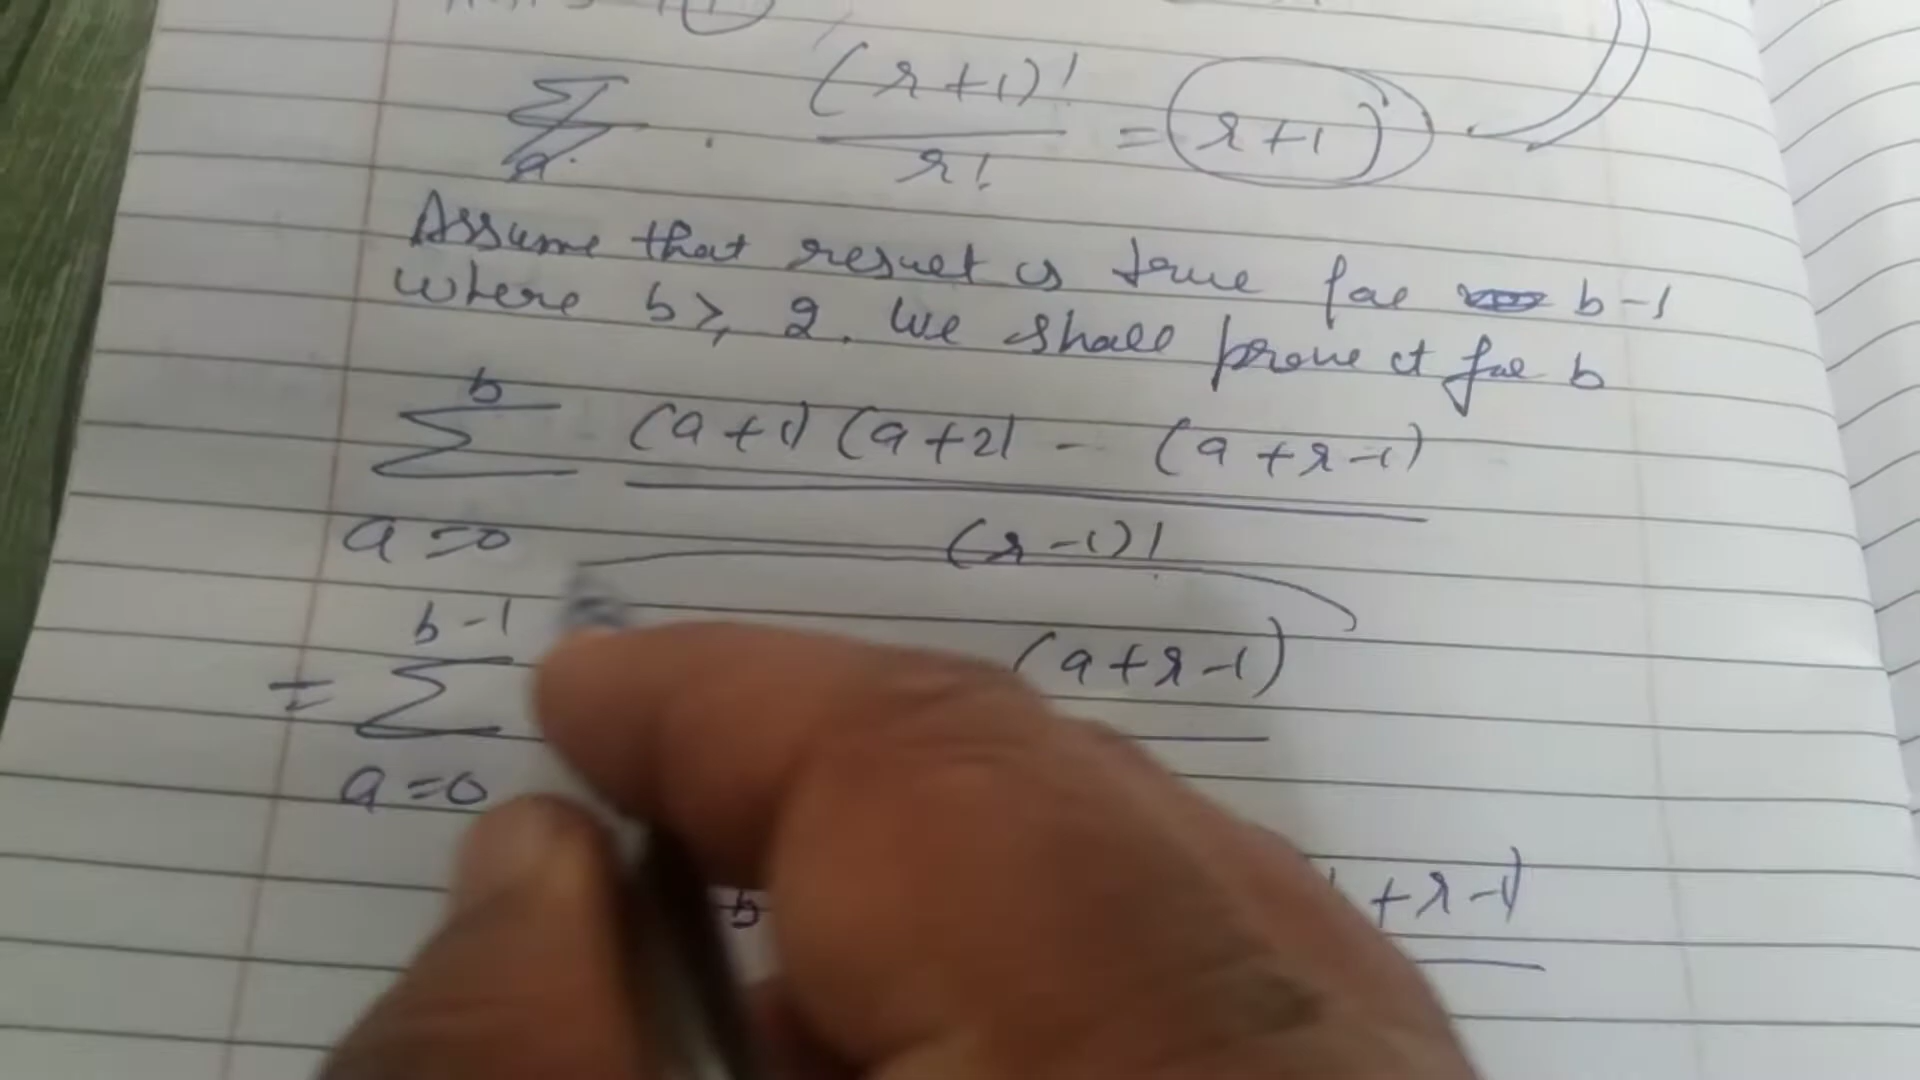 Σ a (r+1)! / r! = r+1
Assume that result is true for b-1
where b ≥ 2. We shall prove it for b
b Σ a=0 (a+1) (a+2) - (a+r-1) / (r-1)!
= b-1 Σ a=0 (a+r-1)
b +r-1)